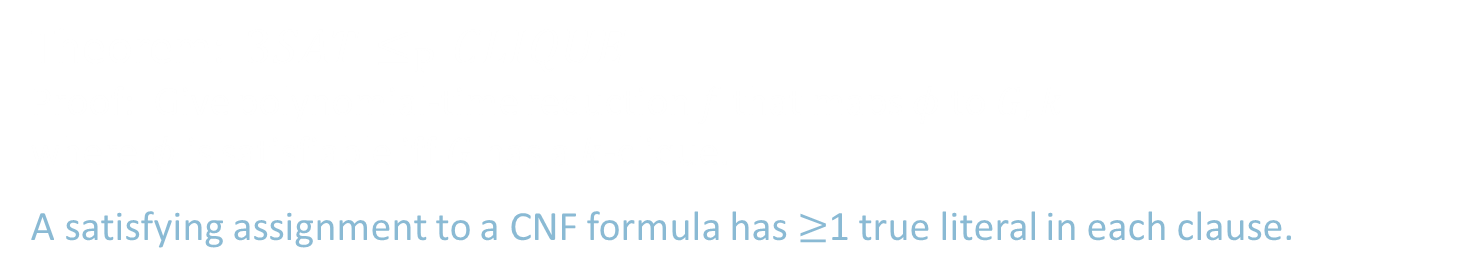 A satisfying assignment to a CNF formula has ≥1 true literal in each clause.